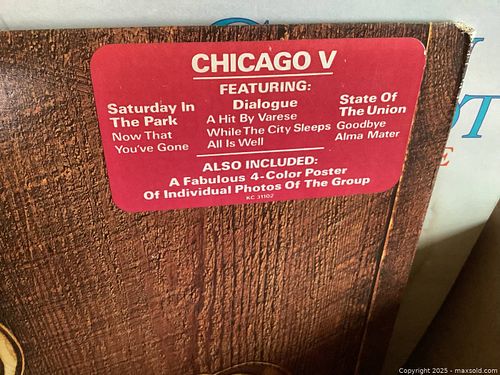 CHICAGO V
FEATURING:
Saturday In
The Park
Now That
You've Gone
Dialogue
A Hit By Varese
While The City Sleeps
All Is Well
State Of
The Union
Goodbye
Alma Mater
ALSO INCLUDED:
A Fabulous 4-Color Poster
Of Individual Photos Of The Group
KC 31102
Copyright 2025 - maxsold.com